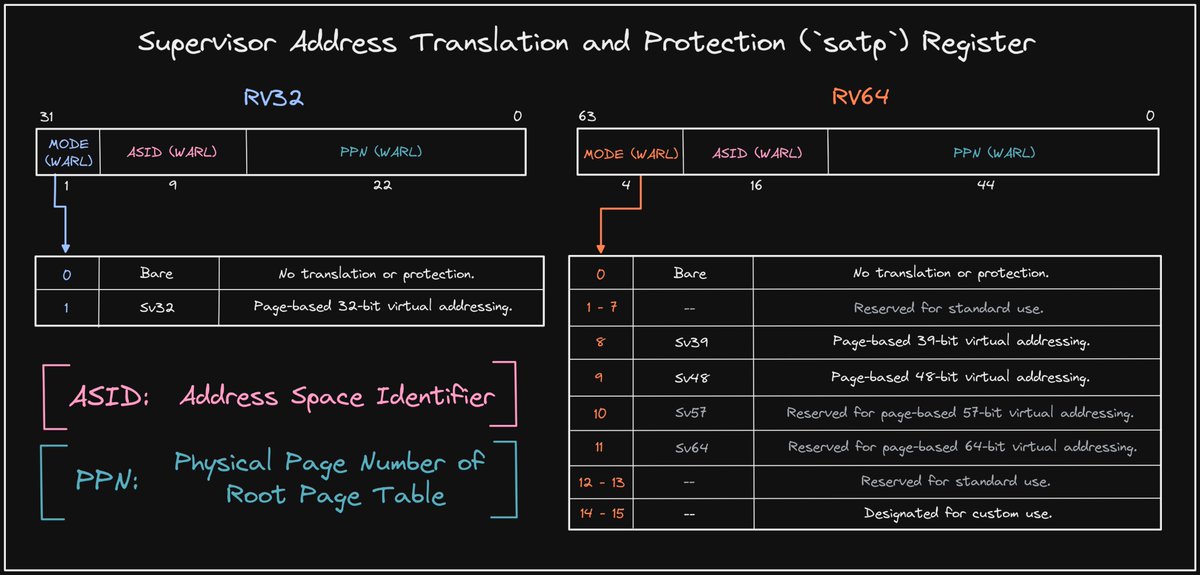 Supervisor Address Translation and Protection (`satp`) Register
RV32
31 0
MODE
(WARL)
ASID (WARL)
PPN (WARL)
1 9 22
0 Bare No translation or protection.
1 Sv32 Page-based 32-bit virtual addressing.
ASID: Address Space Identifier
PPN: Physical Page Number of
Root Page Table
RV64
63 0
MODE (WARL) ASID (WARL) PPN (WARL)
4 16 44
0 Bare No translation or protection.
1 - 7 -- Reserved for standard use.
8 Sv39 Page-based 39-bit virtual addressing.
9 Sv48 Page-based 48-bit virtual addressing.
10 Sv57 Reserved for page-based 57-bit virtual addressing.
11 Sv64 Reserved for page-based 64-bit virtual addressing.
12 - 13 -- Reserved for standard use.
14 - 15 -- Designated for custom use.